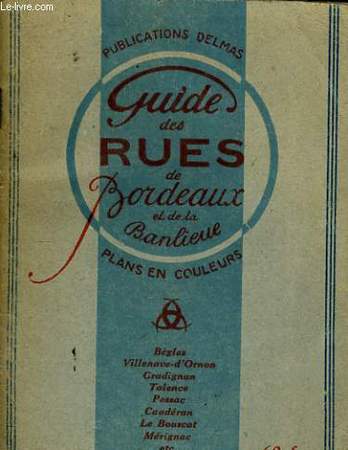 Le-livre.com
PUBLICATIONS DELMAS
Guide
des
RUES
de
Bordeaux
et de la
Banlieue
PLANS EN COULEURS
Bègles
Villenave-d'Ornon
Gradignan
Talence
Pessac
Caudéran
Le Bouscat
Mérignac
etc